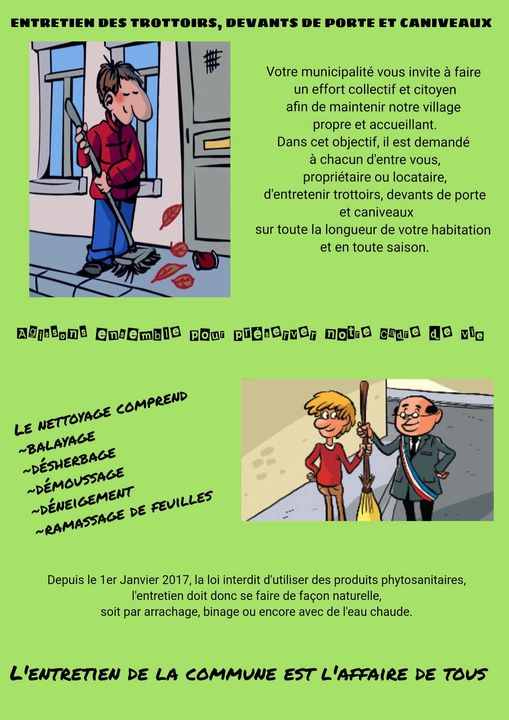 ENTRETIEN DES TROTTOIRS, DEVANTS DE PORTE ET CANIVEAUX
Votre municipalité vous invite à faire
un effort collectif et citoyen
afin de maintenir notre village
propre et accueillant.
Dans cet objectif, il est demandé
à chacun d'entre vous,
propriétaire ou locataire,
d'entretenir trottoirs, devants de porte
et caniveaux
sur toute la longueur de votre habitation
et en toute saison.
Agissons ensemble pour préserver notre cadre de vie
LE NETTOYAGE COMPREND
~BALAYAGE
~DÉSHERBAGE
~DÉMOUSSAGE
~DÉNEIGEMENT
~RAMASSAGE DE FEUILLES
Depuis le 1er Janvier 2017, la loi interdit d'utiliser des produits phytosanitaires,
l'entretien doit donc se faire de façon naturelle,
soit par arrachage, binage ou encore avec de l'eau chaude.
L'ENTRETIEN DE LA COMMUNE EST L'AFFAIRE DE TOUS